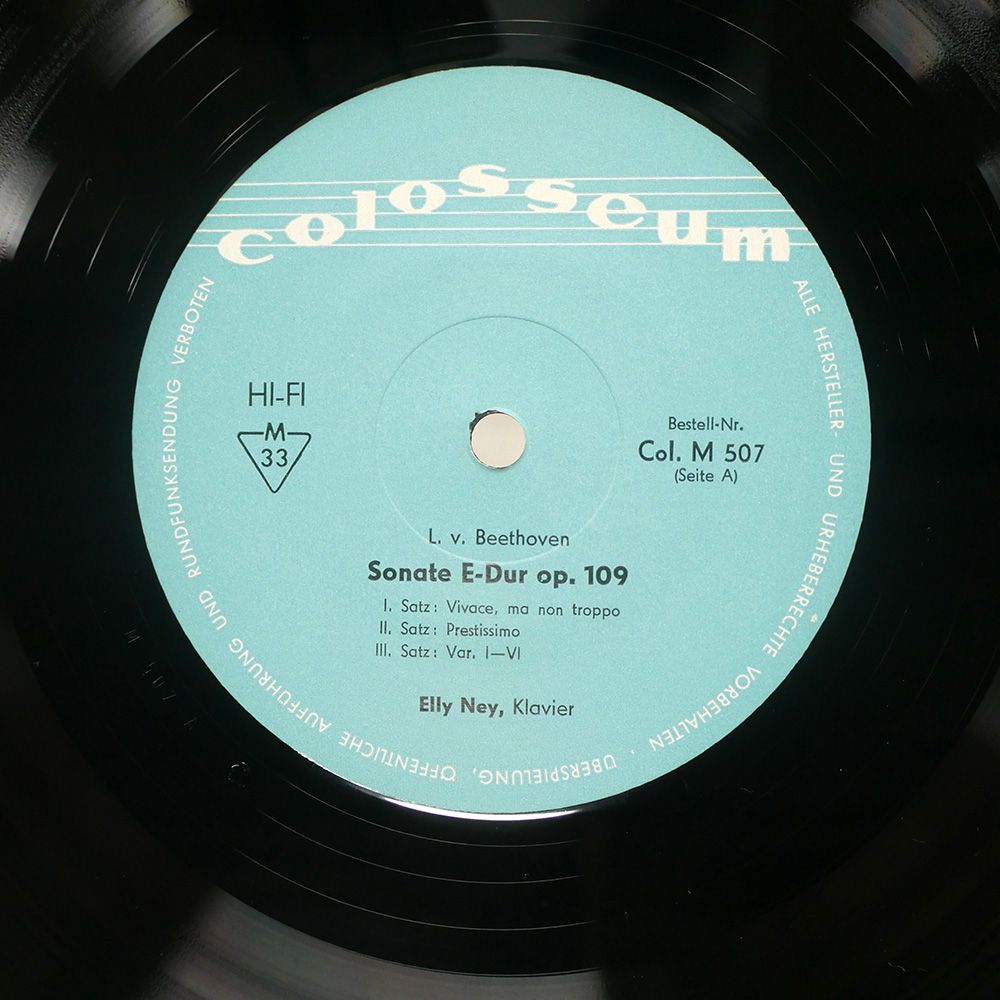 colosseum
HI-FI
M
33
Bestell-Nr.
Col. M 507
(Seite A)
L. v. Beethoven
Sonate E-Dur op. 109
I. Satz: Vivace, ma non troppo
II. Satz: Prestissimo
III. Satz: Var. I—VI
Elly Ney, Klavier
ALLE HERSTELLER- UND URHEBERRECHTE VORBEHALTEN · ÜBERSPIELUNG, ÖFFENTLICHE AUFFÜHRUNG UND RUNDFUNKSENDUNG VERBOTEN
M 507 A